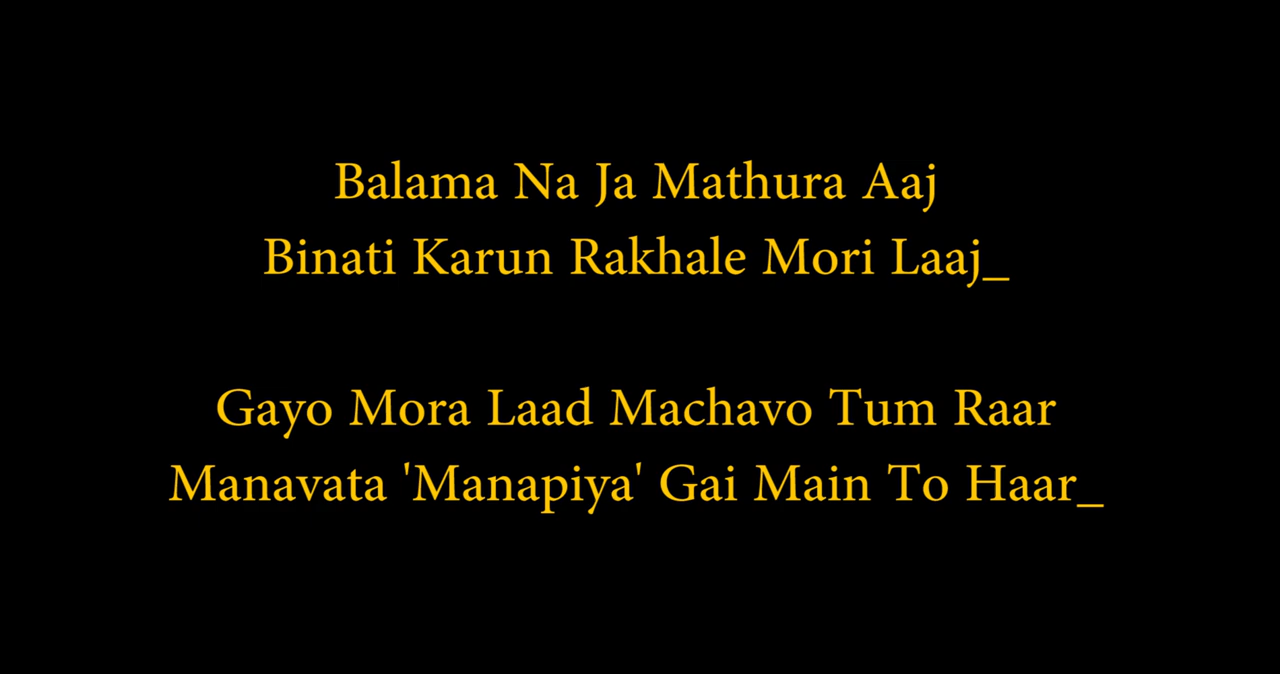 Balama Na Ja Mathura Aaj
Binati Karun Rakhale Mori Laaj_
Gayo Mora Laad Machavo Tum Raar
Manavata 'Manapiya' Gai Main To Haar_